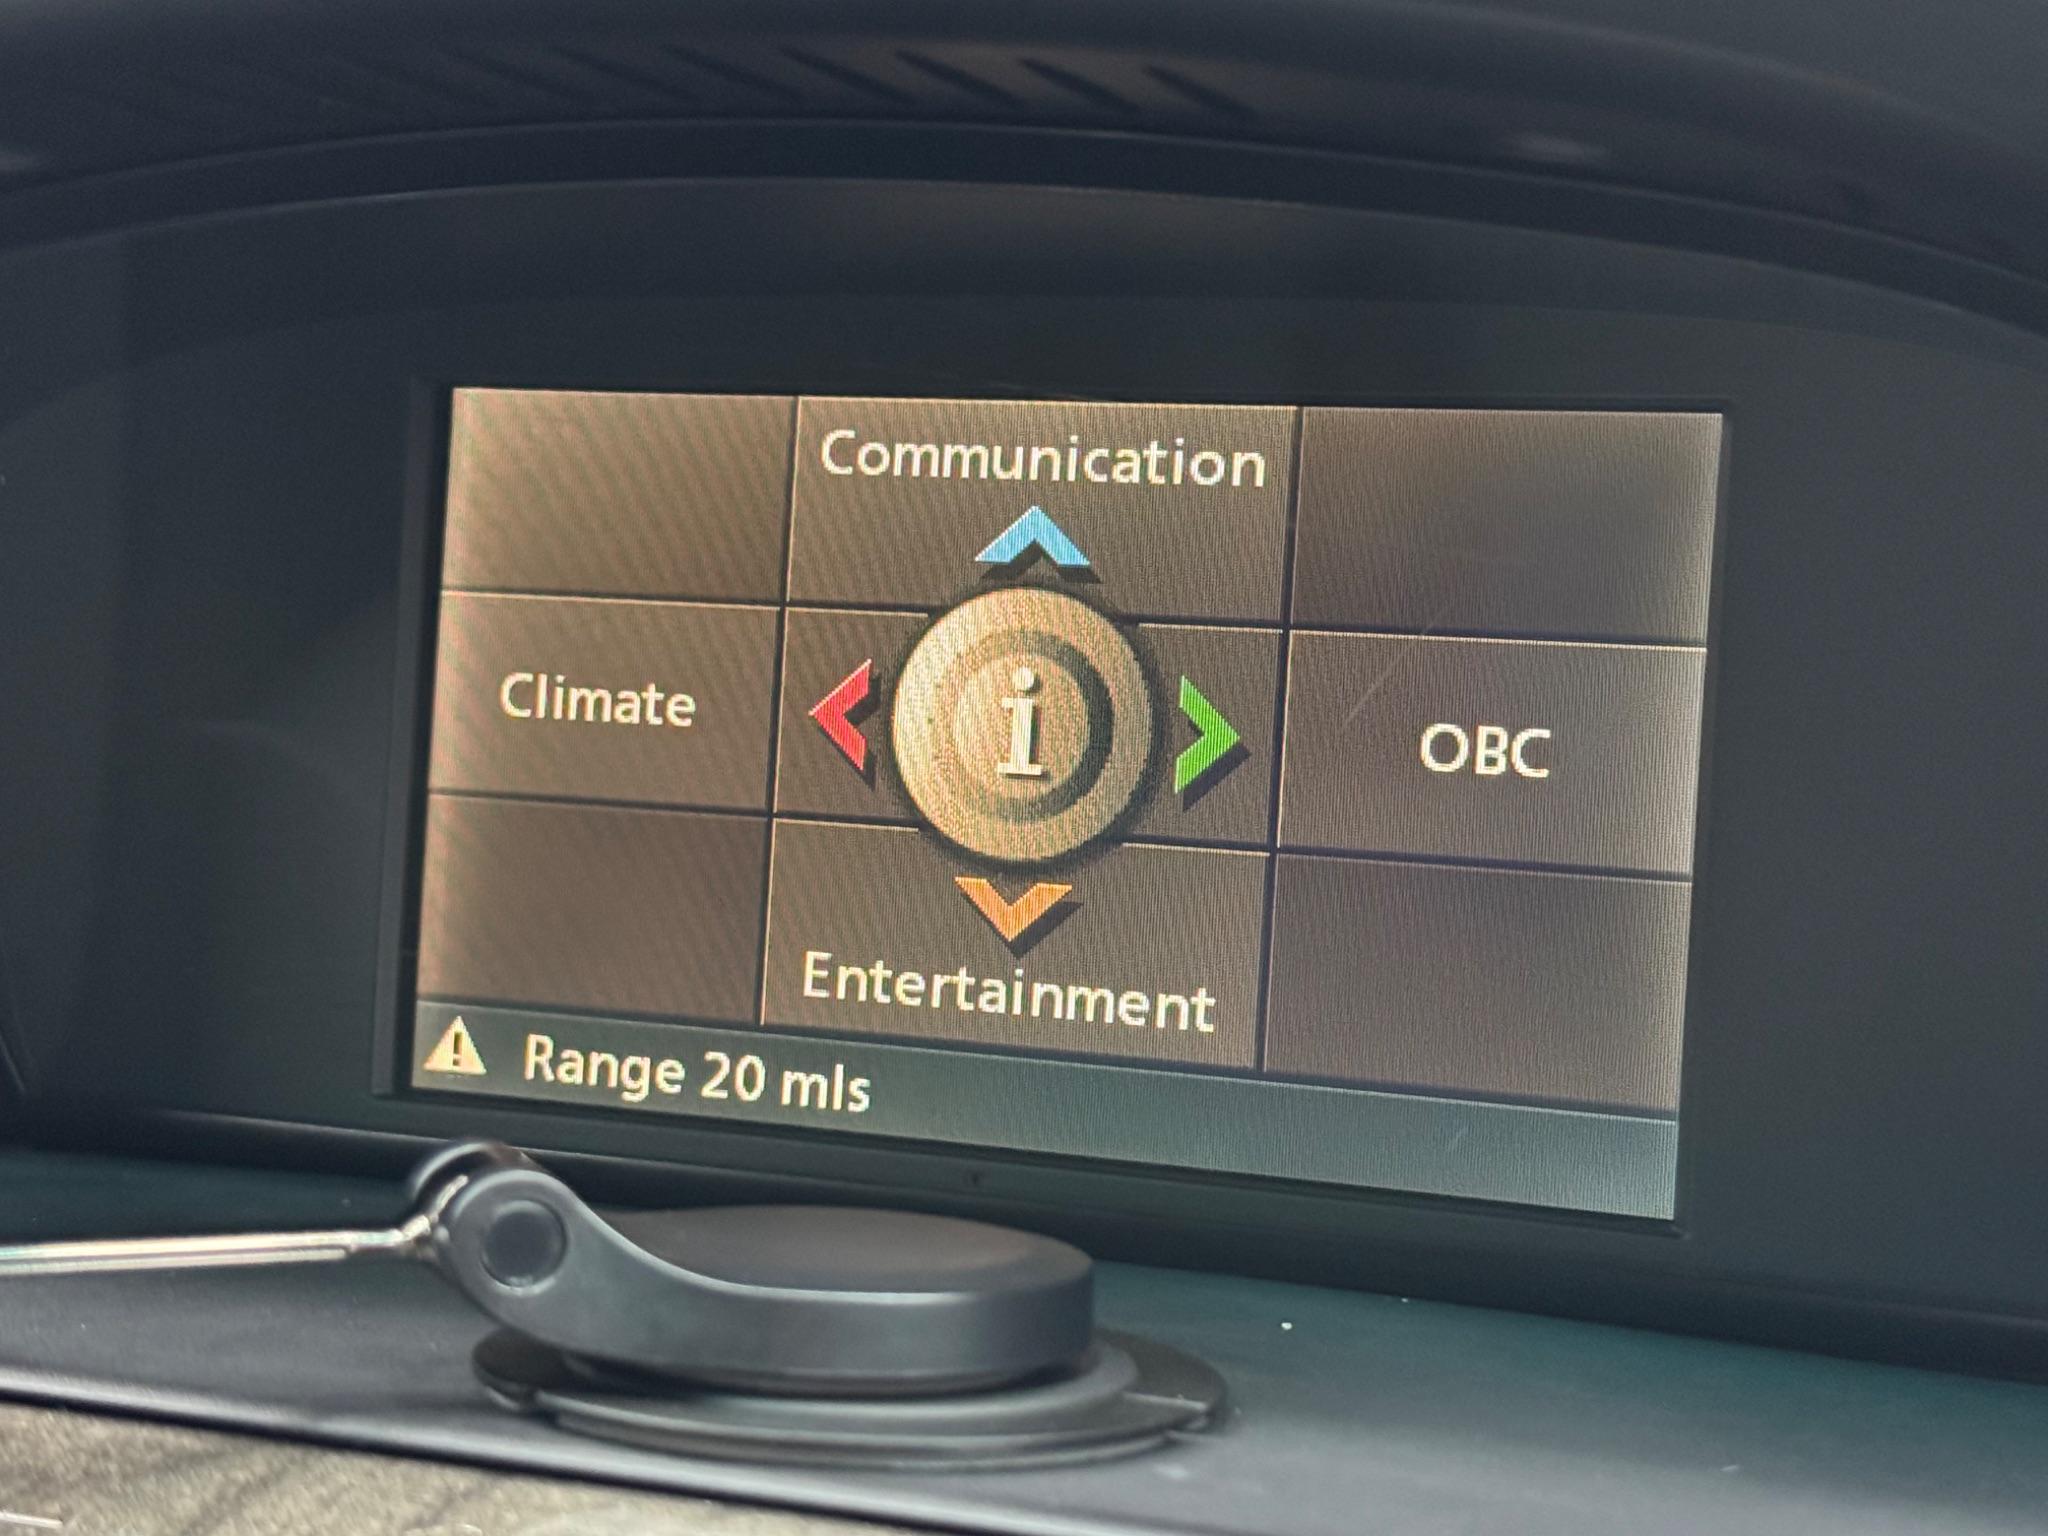 Communication
Climate
i
OBC
Entertainment
Range 20 mls